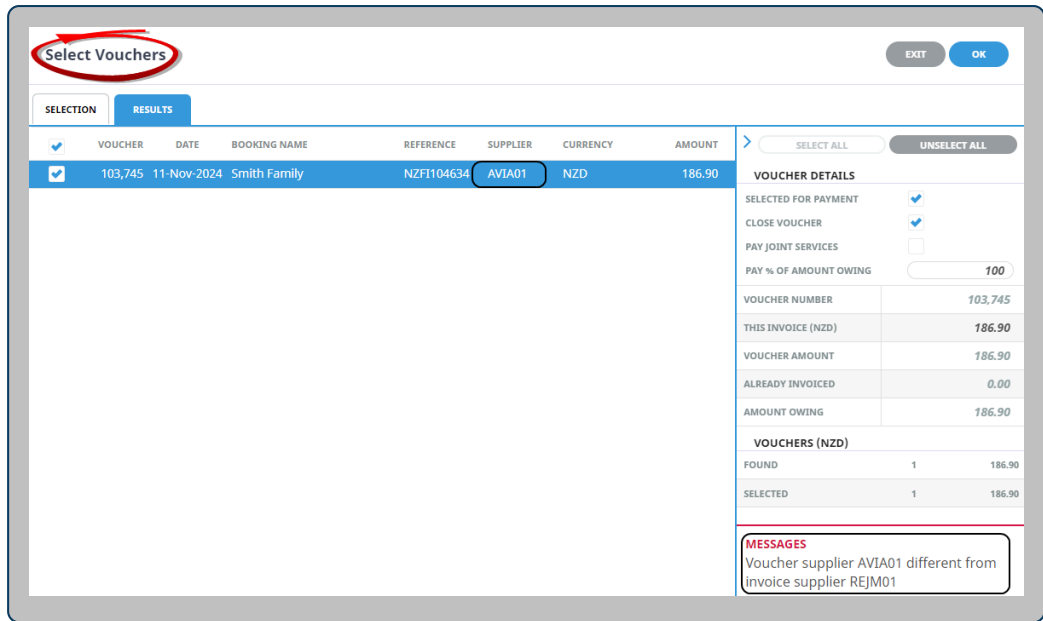 Select Vouchers
EXIT OK
SELECTION RESULTS
VOUCHER DATE BOOKING NAME REFERENCE SUPPLIER CURRENCY AMOUNT
103,745 11-Nov-2024 Smith Family NZFI104634 AVIA01 NZD 186.90
SELECT ALL UNSELECT ALL
VOUCHER DETAILS
SELECTED FOR PAYMENT
CLOSE VOUCHER
PAY JOINT SERVICES
PAY % OF AMOUNT OWING 100
VOUCHER NUMBER 103,745
THIS INVOICE (NZD) 186.90
VOUCHER AMOUNT 186.90
ALREADY INVOICED 0.00
AMOUNT OWING 186.90
VOUCHERS (NZD)
FOUND 1 186.90
SELECTED 1 186.90
MESSAGES
Voucher supplier AVIA01 different from
invoice supplier REJM01